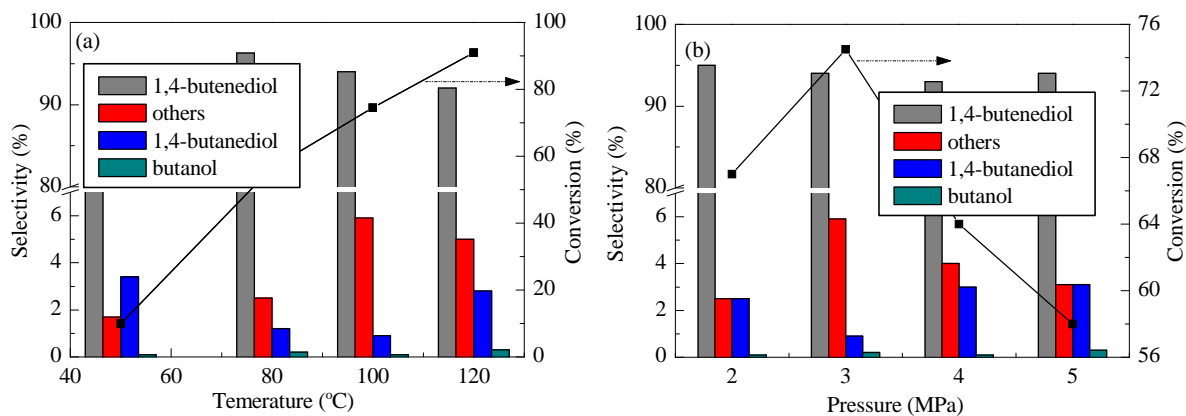 (a)
1,4-butenediol
others
1,4-butanediol
butanol
100
90
80
6
4
2
0
Selectivity (%)
40
60
80
100
120
Temerature (ºC)
100
80
60
40
20
0
Conversion (%)
(b)
1,4-butenediol
others
1,4-butanediol
butanol
100
90
80
6
4
2
0
Selectivity (%)
2
3
4
5
Pressure (MPa)
76
72
68
64
60
56
Conversion (%)